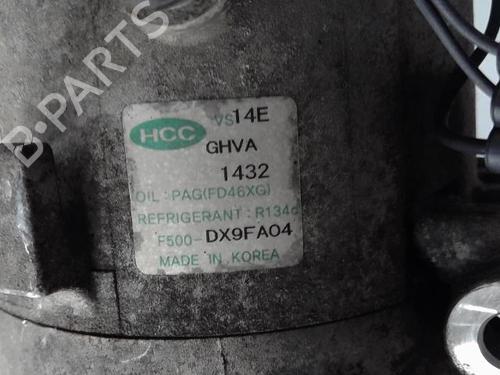 B-PARTS
HCC VS14E
GHVA
1432
OIL : PAG(FD46XG)
REFRIGERANT : R134a
F500-DX9FA04
MADE IN KOREA